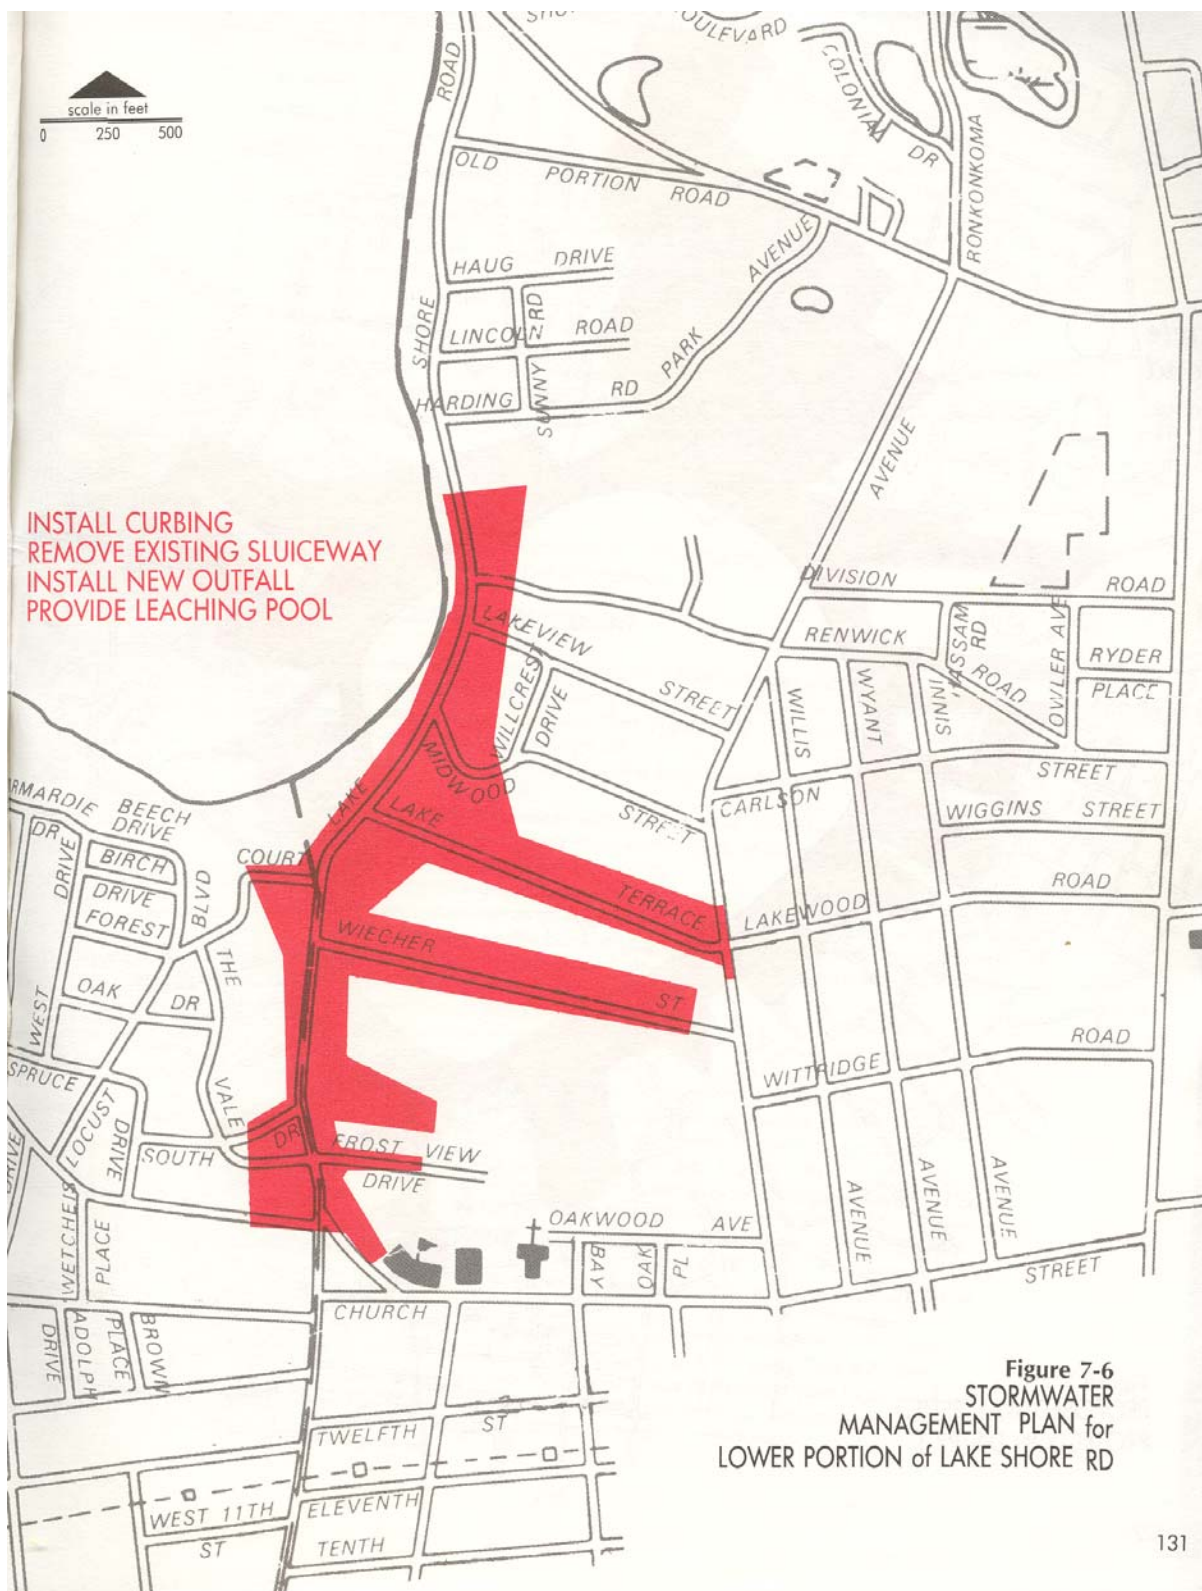 BOULEVARD
ROAD
COLONIAL DR
scale in feet
0 250 500
OLD PORTION ROAD
RONKONKOMA
AVENUE
HAUG DRIVE
SHORE
LINCOLN ROAD
SUNNY RD
PARK
HARDING RD
AVENUE
INSTALL CURBING
REMOVE EXISTING SLUICEWAY
INSTALL NEW OUTFALL
PROVIDE LEACHING POOL
DIVISION ROAD
LAKEVIEW STREET
RENWICK ROAD
RYDER
PLACE
WILLCREST DRIVE
WILLIS
WYANT
INNIS
MIDWOOD STREET
STREET
CARLSON
WIGGINS STREET
LAKE
LAKE TERRACE
BEECH
DRIVE
DR
COURT
BIRCH
DRIVE
DRIVE
FOREST
BLVD
ROAD
LAKEWOOD
WIECHER ST
THE
OAK DR
WEST
ROAD
SPRUCE
WITTRIDGE
VALE
LOCUST
DRIVE
DR
FROST VIEW
SOUTH
DRIVE
DRIVE
AVENUE
AVENUE
AVENUE
OAKWOOD AVE
PLACE
BAY
OAK
PL
STREET
CHURCH
DRIVE
ADOLPH
PLACE
BROWN
Figure 7-6
STORMWATER
MANAGEMENT PLAN for
LOWER PORTION of LAKE SHORE RD
TWELFTH ST
WEST 11TH
ELEVENTH
ST
TENTH
131